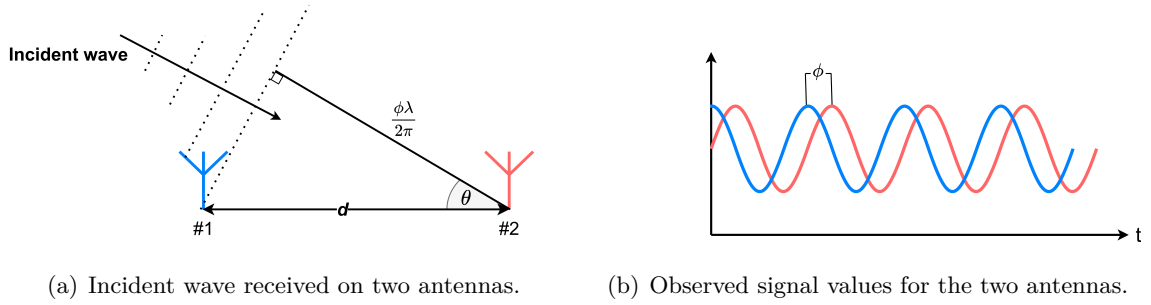 Incident wave
ϕλ
2π
θ
d
#1
#2
ϕ
t
(a) Incident wave received on two antennas.
(b) Observed signal values for the two antennas.